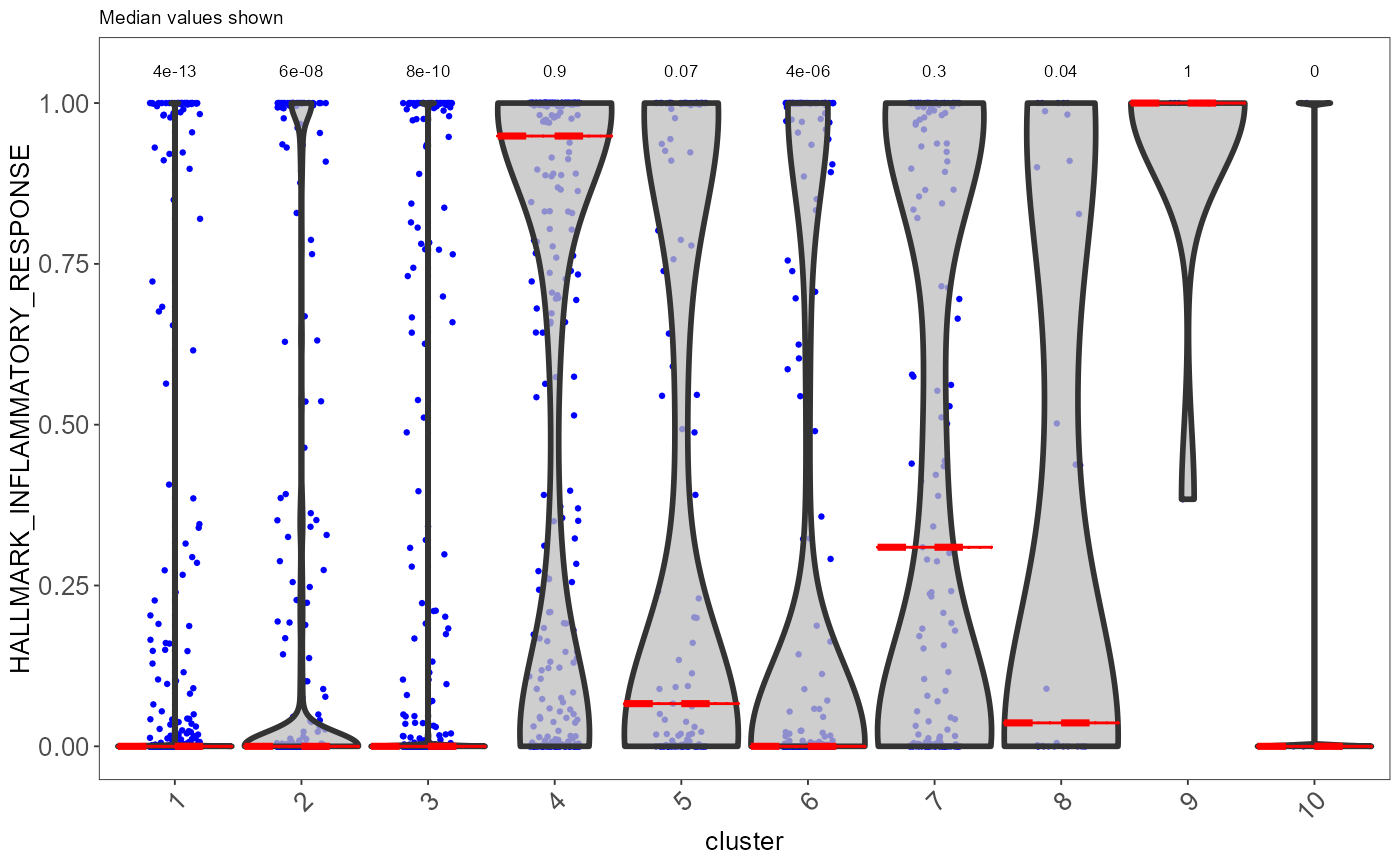 Median values shown
4e-13 6e-08 8e-10 0.9 0.07 4e-06 0.3 0.04 1 0
HALLMARK_INFLAMMATORY_RESPONSE
1.00
0.75
0.50
0.25
0.00
1 2 3 4 5 6 7 8 9 10
cluster